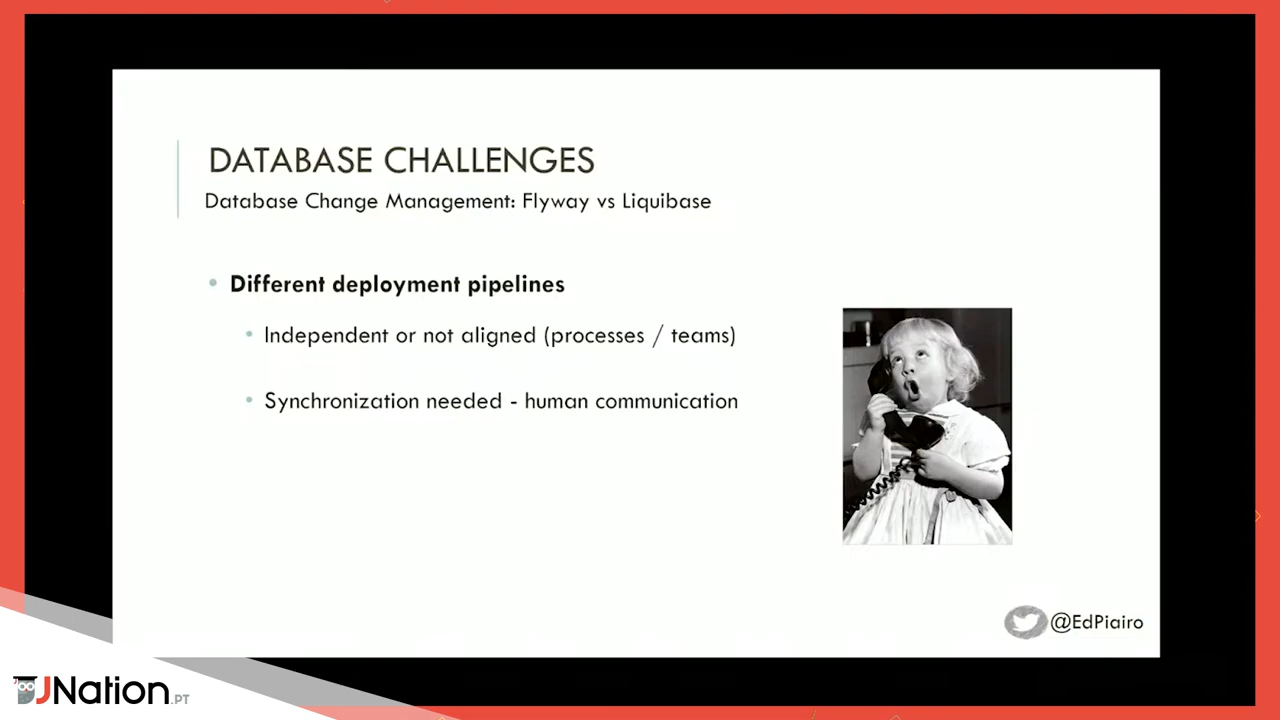 DATABASE CHALLENGES
Database Change Management: Flyway vs Liquibase
• Different deployment pipelines
• Independent or not aligned (processes / teams)
• Synchronization needed - human communication
@EdPiairo
JNation.PT